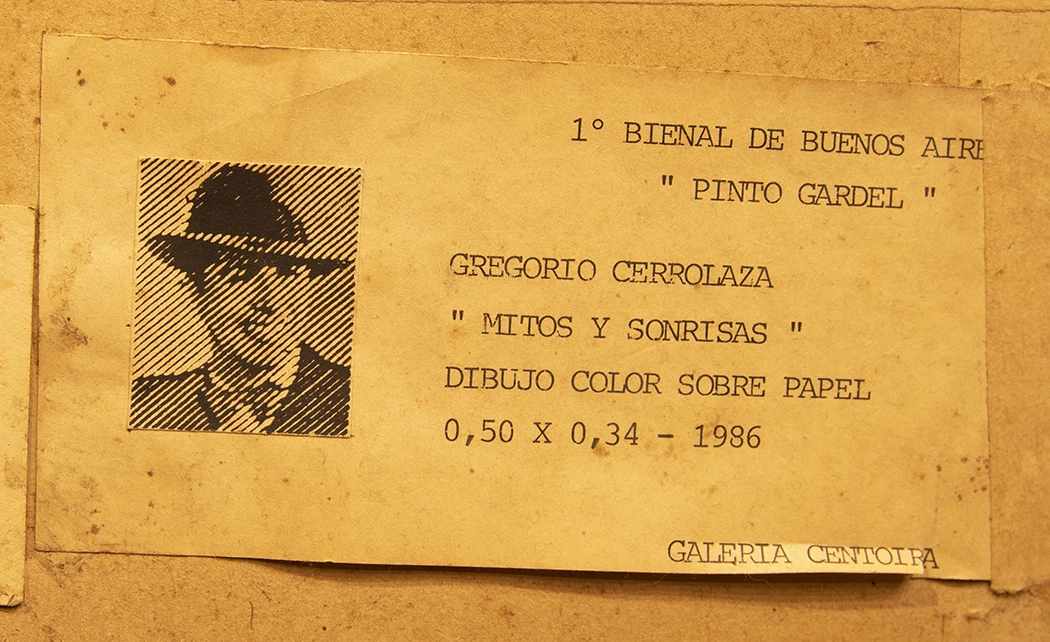 1° BIENAL DE BUENOS AIRE
" PINTO GARDEL "
GREGORIO CERROLAZA
" MITOS Y SONRISAS "
DIBUJO COLOR SOBRE PAPEL
0,50 X 0,34 - 1986
GALERIA CENTOIRA